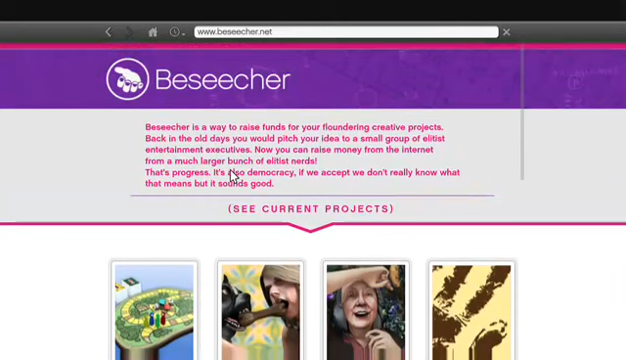 www.beseecher.net
Beseecher
Beseecher is a way to raise funds for your floundering creative projects.
Back in the old days you would pitch your idea to a small group of elitist
entertainment executives. Now you can raise money from the internet
from a much larger bunch of elitist nerds!
That's progress. It's also democracy, if we accept we don't really know what
that means but it sounds good.
(SEE CURRENT PROJECTS)